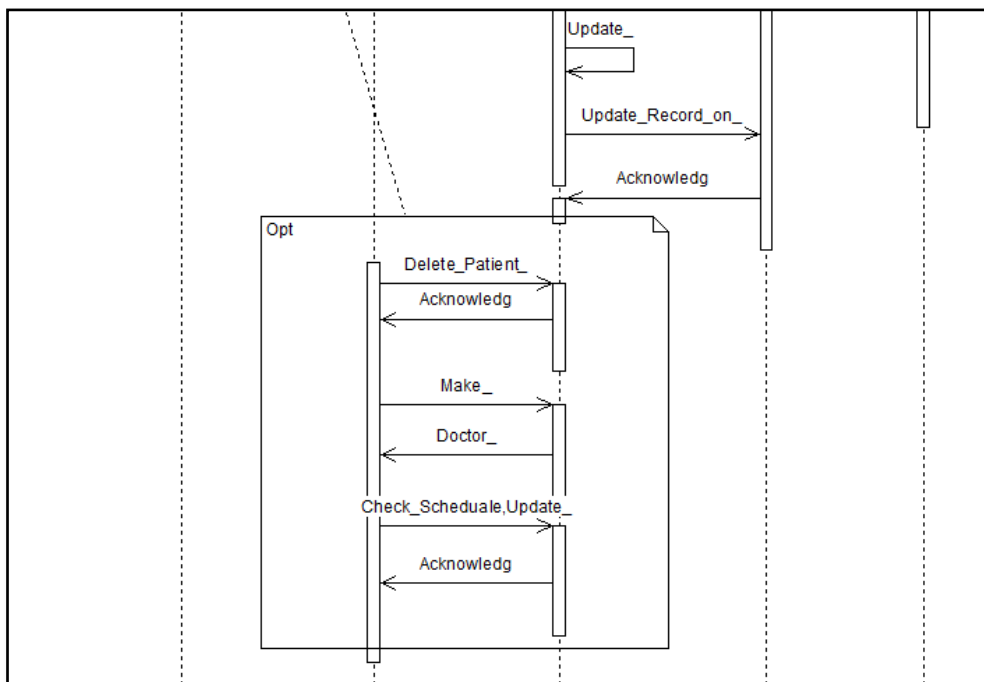 Update_
Update_Record_on_
Acknowledg
Opt
Delete_Patient_
Acknowledg
Make_
Doctor_
Check_Scheduale,Update_
Acknowledg